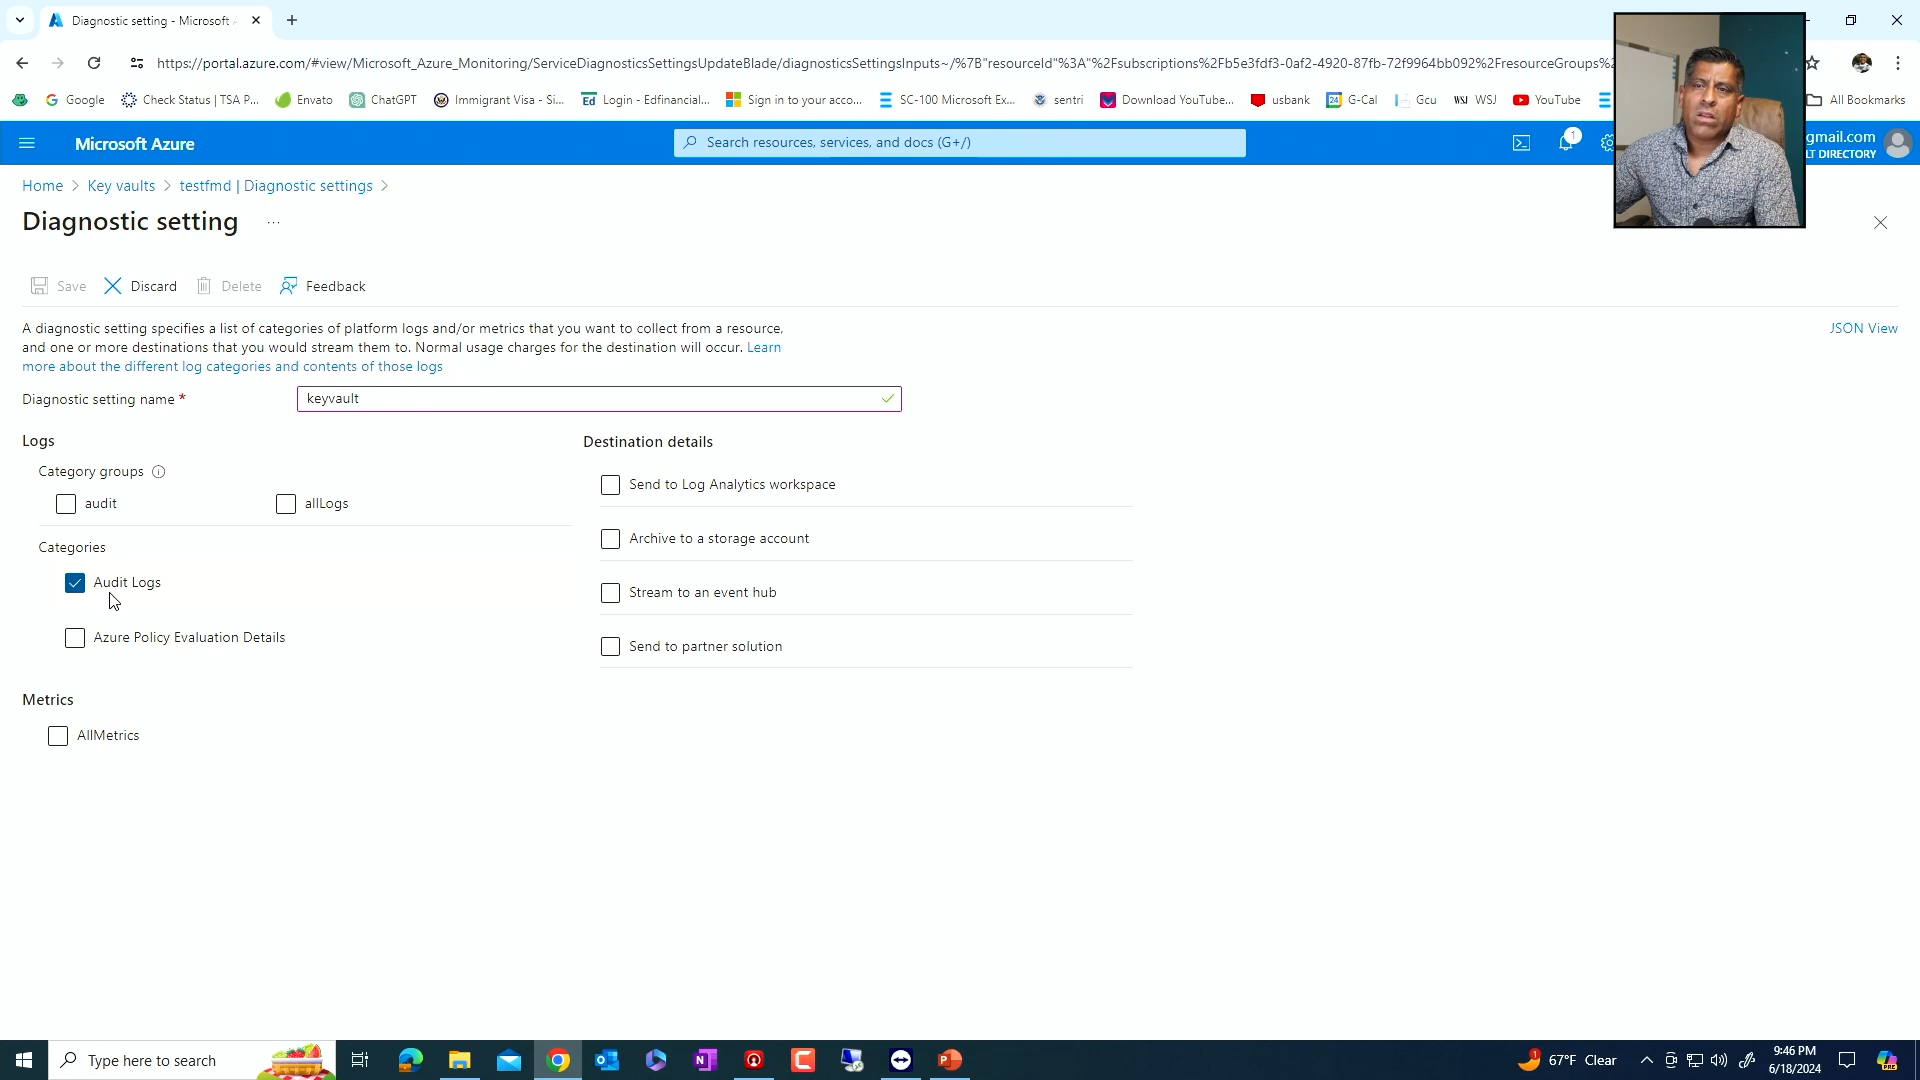 Diagnostic setting - Microsoft
https://portal.azure.com/#view/Microsoft_Azure_Monitoring/ServiceDiagnosticsSettingsUpdateBlade/diagnosticsSettingsInputs~/%7B"resourceId"%3A"%2Fsubscriptions%2Fb5e3fdf3-0af2-4920-87fb-72f9964bb092%2FresourceGroups%2
Google Check Status | TSA P... Envato ChatGPT Immigrant Visa - Si... Ed Login - Edfinancial... Sign in to your acco... SC-100 Microsoft Ex... sentri Download YouTube... usbank 24 G-Cal Gcu WSJ WSJ YouTube All Bookmarks
Microsoft Azure
Search resources, services, and docs (G+/)
1
gmail.com
LT DIRECTORY
Home > Key vaults > testfmd | Diagnostic settings >
Diagnostic setting ...
Save Discard Delete Feedback
A diagnostic setting specifies a list of categories of platform logs and/or metrics that you want to collect from a resource,
and one or more destinations that you would stream them to. Normal usage charges for the destination will occur. Learn
more about the different log categories and contents of those logs
JSON View
Diagnostic setting name * keyvault
Logs
Category groups
audit allLogs
Categories
Audit Logs
Azure Policy Evaluation Details
Metrics
AllMetrics
Destination details
Send to Log Analytics workspace
Archive to a storage account
Stream to an event hub
Send to partner solution
Type here to search
67°F Clear
9:46 PM
6/18/2024